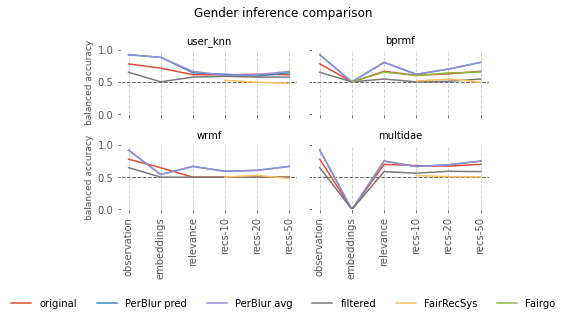 Gender inference comparison
user_knn
bprmf
balanced accuracy
1.0
0.5
0.0
wrmf
multidae
balanced accuracy
1.0
0.5
0.0
observation
embeddings
relevance
recs-10
recs-20
recs-50
observation
embeddings
relevance
recs-10
recs-20
recs-50
original PerBlur pred PerBlur avg filtered FairRecSys Fairgo